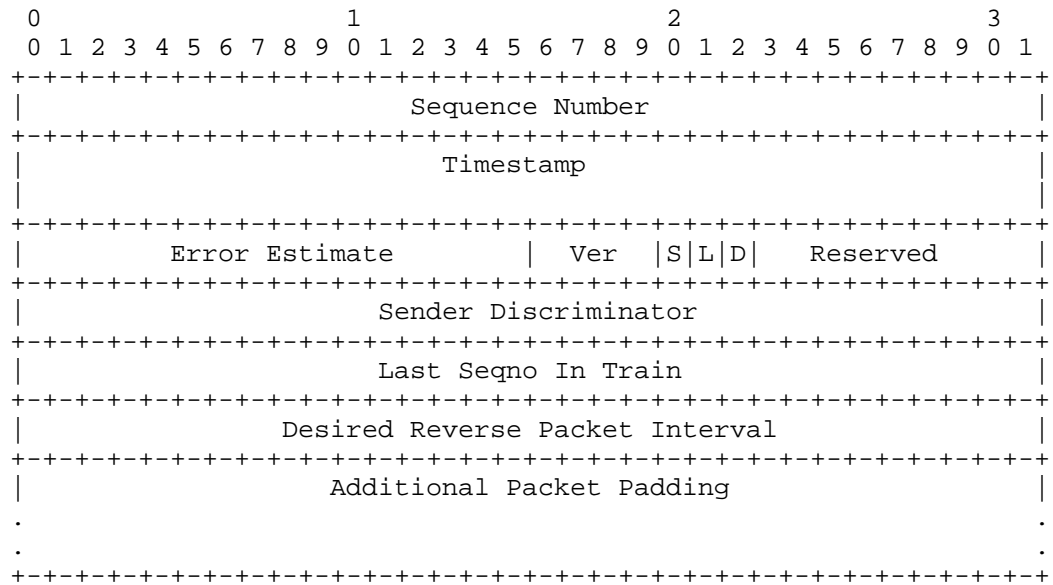 0                   1                   2                   3
 0 1 2 3 4 5 6 7 8 9 0 1 2 3 4 5 6 7 8 9 0 1 2 3 4 5 6 7 8 9 0 1
+-+-+-+-+-+-+-+-+-+-+-+-+-+-+-+-+-+-+-+-+-+-+-+-+-+-+-+-+-+-+-+-+
|                        Sequence Number                        |
+-+-+-+-+-+-+-+-+-+-+-+-+-+-+-+-+-+-+-+-+-+-+-+-+-+-+-+-+-+-+-+-+
|                          Timestamp                            |
|                                                               |
+-+-+-+-+-+-+-+-+-+-+-+-+-+-+-+-+-+-+-+-+-+-+-+-+-+-+-+-+-+-+-+-+
|         Error Estimate        |  Ver  |S|L|D|   Reserved      |
+-+-+-+-+-+-+-+-+-+-+-+-+-+-+-+-+-+-+-+-+-+-+-+-+-+-+-+-+-+-+-+-+
|                      Sender Discriminator                     |
+-+-+-+-+-+-+-+-+-+-+-+-+-+-+-+-+-+-+-+-+-+-+-+-+-+-+-+-+-+-+-+-+
|                      Last Seqno In Train                      |
+-+-+-+-+-+-+-+-+-+-+-+-+-+-+-+-+-+-+-+-+-+-+-+-+-+-+-+-+-+-+-+-+
|                Desired Reverse Packet Interval                |
+-+-+-+-+-+-+-+-+-+-+-+-+-+-+-+-+-+-+-+-+-+-+-+-+-+-+-+-+-+-+-+-+
|                   Additional Packet Padding                   |
.                                                               .
.                                                               .
+-+-+-+-+-+-+-+-+-+-+-+-+-+-+-+-+-+-+-+-+-+-+-+-+-+-+-+-+-+-+-+-+